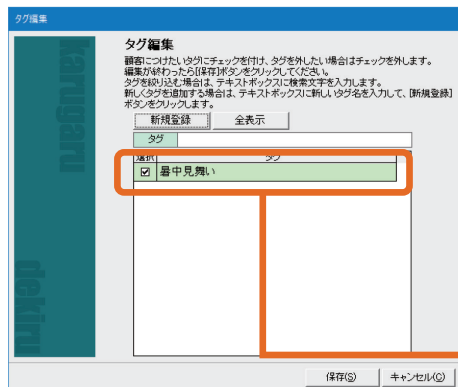 タグ編集
タグ編集
顧客につけたいタグにチェックを付け、タグを外したい場合はチェックを外します。
編集が終わったら[保存]ボタンをクリックしてください。
タグを絞り込む場合は、テキストボックスに検索文字を入力します。
新しくタグを追加する場合は、テキストボックスに新しいタグ名を入力して、[新規登録]
ボタンをクリックします。
新規登録 全表示
タグ
選択 タグ
暑中見舞い
karugaru
dekiru
保存(S) キャンセル(C)